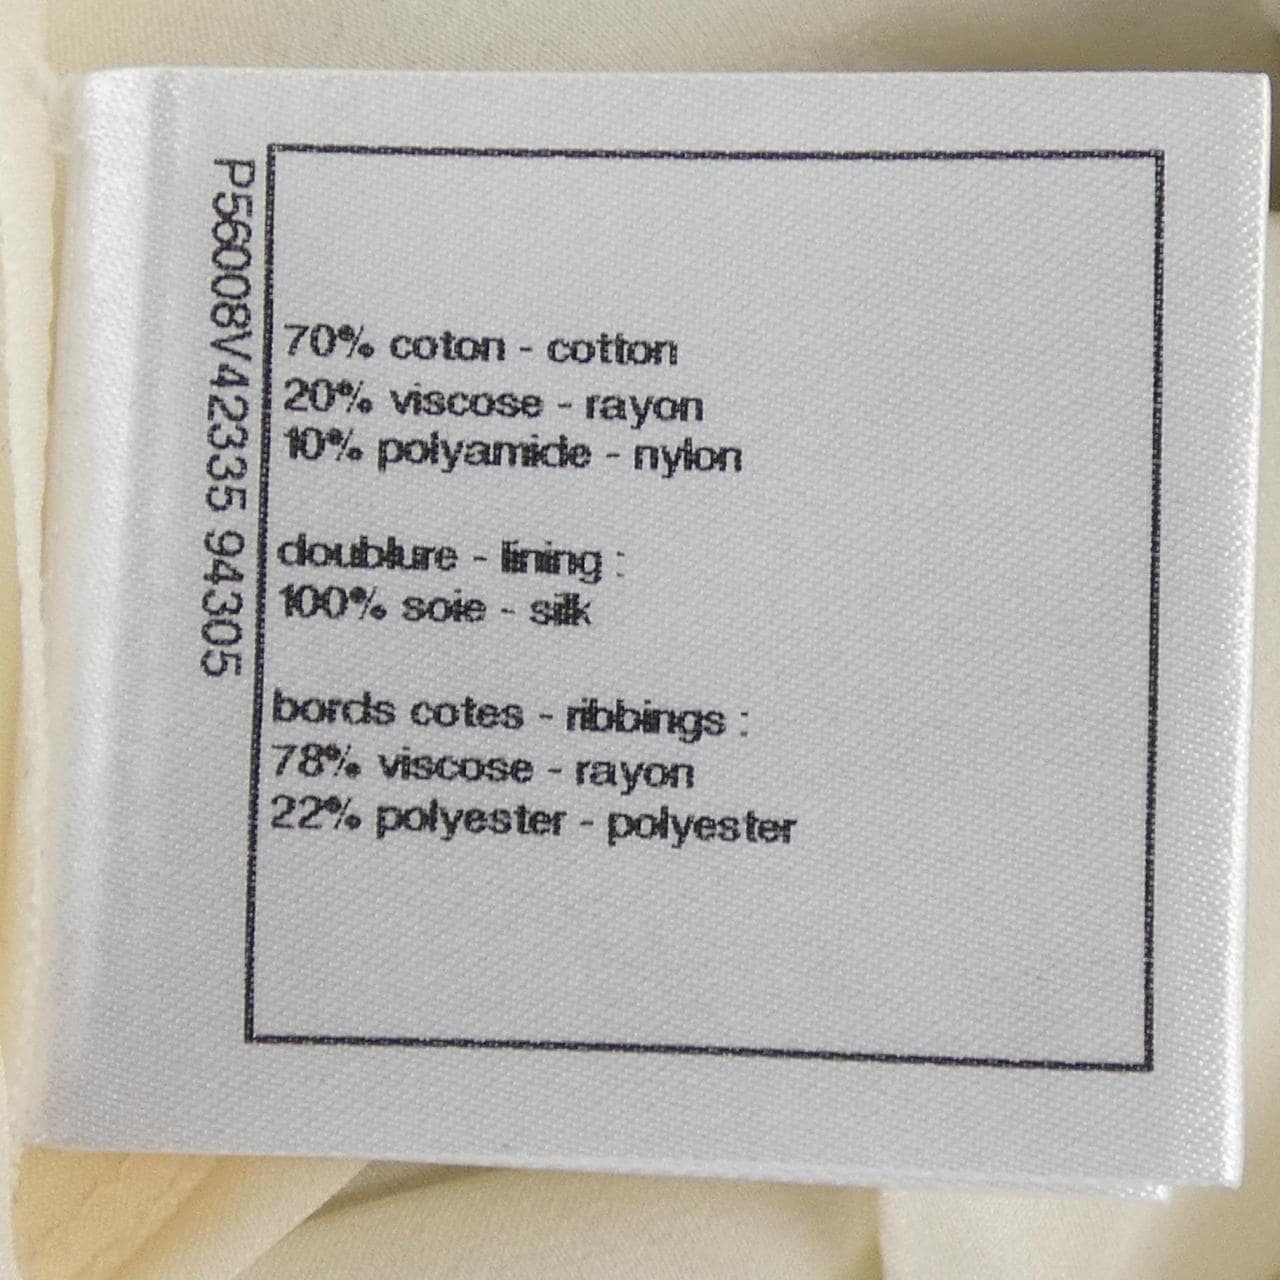 P56008V42335 94305
70% coton - cotton
20% viscose - rayon
10% polyamide - nylon
doublure - lining :
100% soie - silk
bords cotes - ribbings :
78% viscose - rayon
22% polyester - polyester